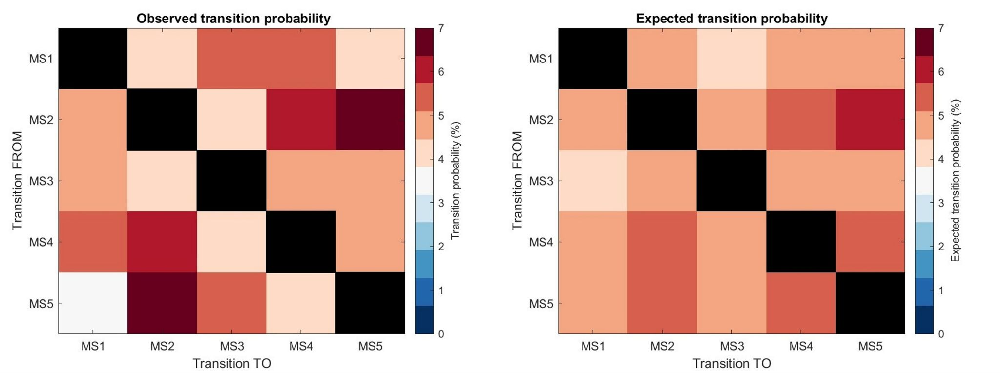 Observed transition probability
MS1
MS2
MS3
MS4
MS5
Transition FROM
MS1 MS2 MS3 MS4 MS5
Transition TO
7
6
5
4
3
2
1
0
Transition probability (%)
Expected transition probability
MS1
MS2
MS3
MS4
MS5
Transition FROM
MS1 MS2 MS3 MS4 MS5
Transition TO
7
6
5
4
3
2
1
0
Expected transition probability (%)